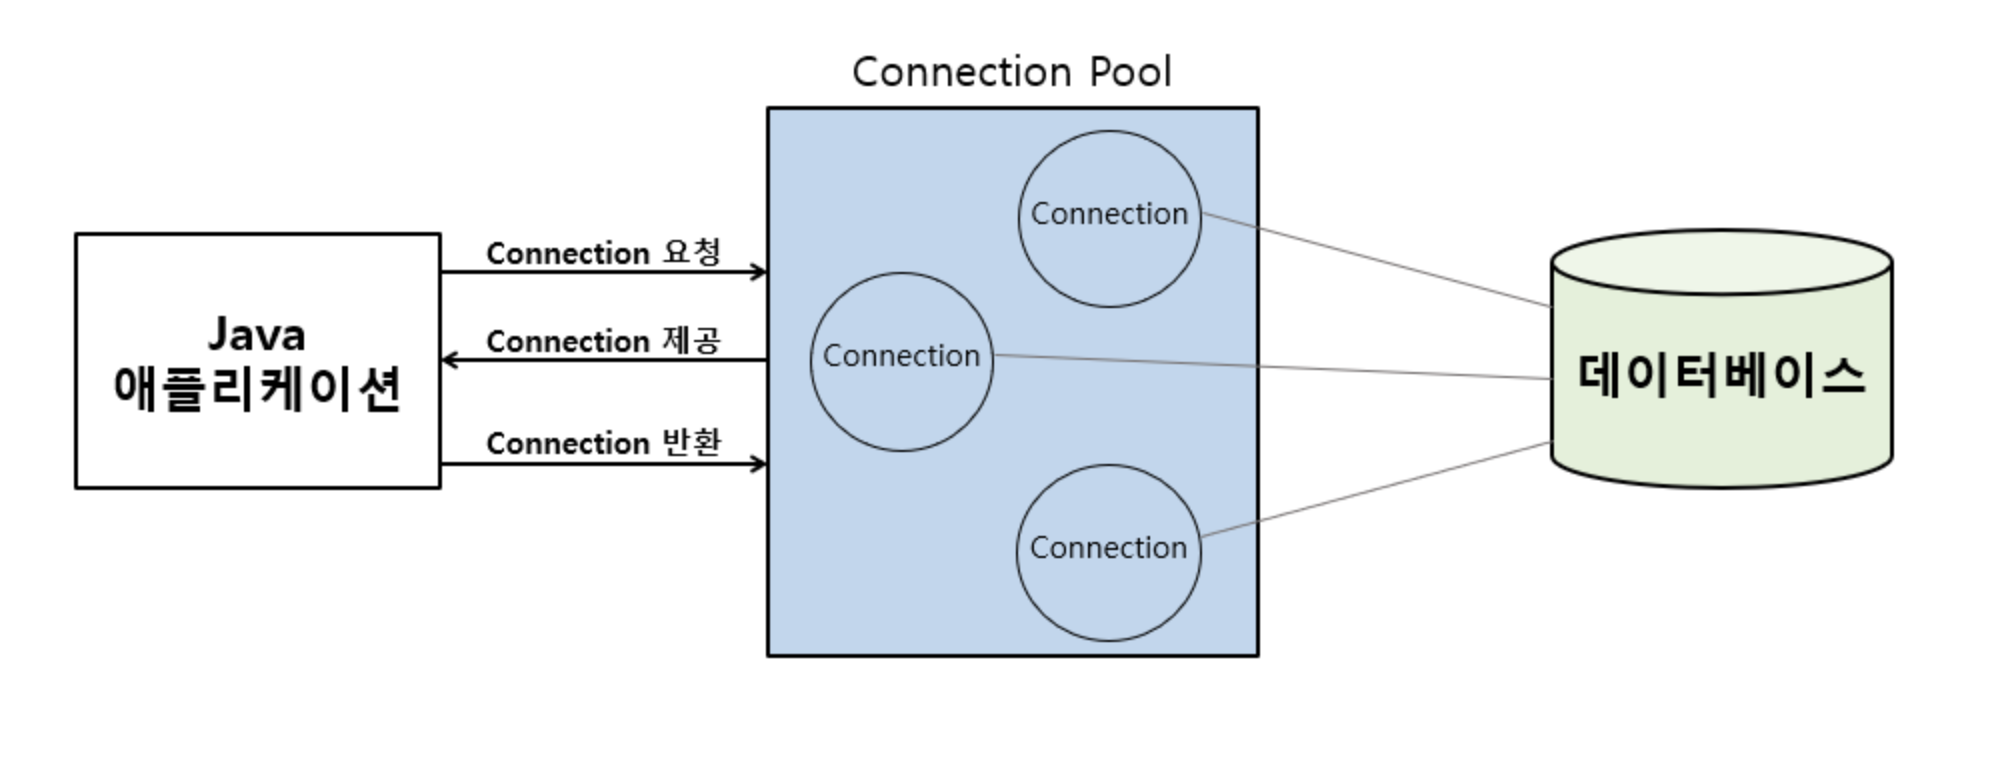 Connection Pool
Java
애플리케이션
Connection 요청
Connection 제공
Connection 반환
Connection
Connection
Connection
데이터베이스